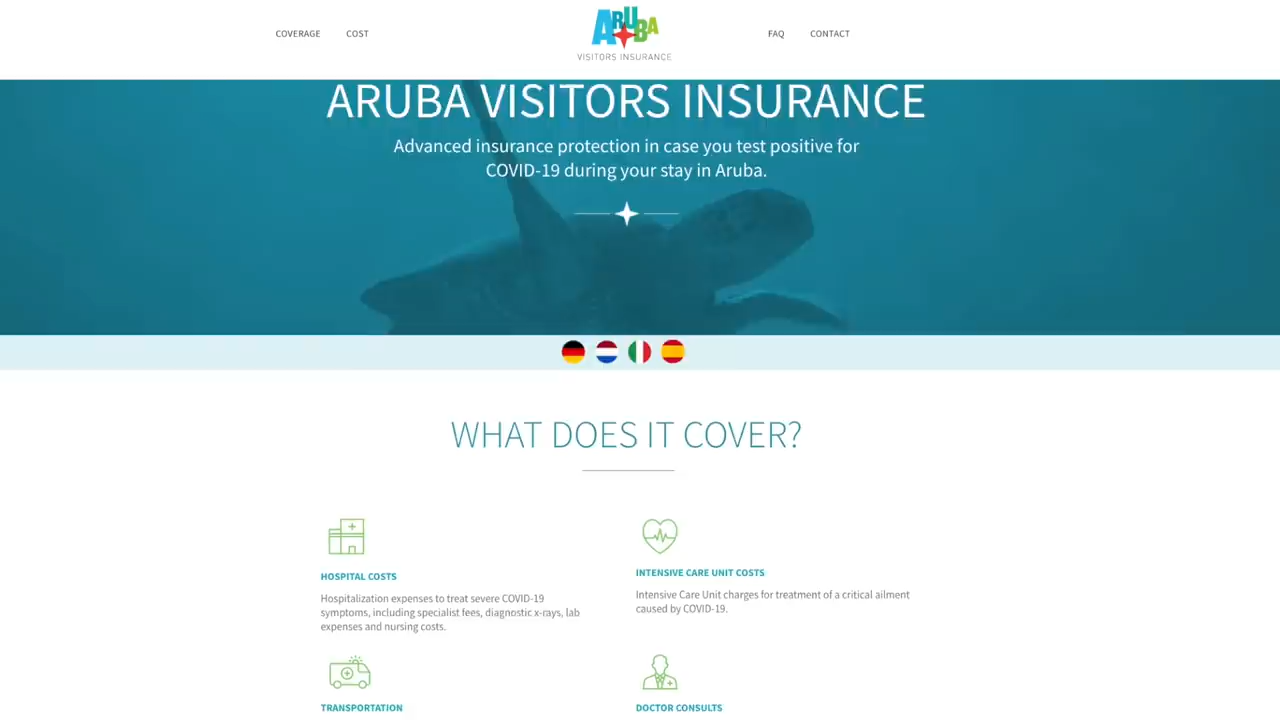 COVERAGE
COST
ARUBA
VISITORS INSURANCE
FAQ
CONTACT
ARUBA VISITORS INSURANCE
Advanced insurance protection in case you test positive for
COVID-19 during your stay in Aruba.
WHAT DOES IT COVER?
HOSPITAL COSTS
Hospitalization expenses to treat severe COVID-19
symptoms, including specialist fees, diagnostic x-rays, lab
expenses and nursing costs.
INTENSIVE CARE UNIT COSTS
Intensive Care Unit charges for treatment of a critical ailment
caused by COVID-19.
TRANSPORTATION
DOCTOR CONSULTS